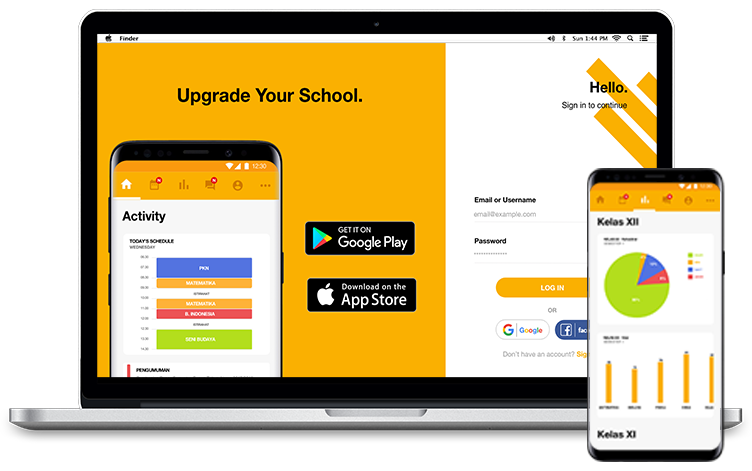 Finder
Sun 1:44 PM
Upgrade Your School.
Hello.
Sign in to continue
12:30
Activity
TODAY'S SCHEDULE
WEDNESDAY
PKN
MATEMATIKA
ISTIRAHAT
MATEMATIKA
B. INDONESIA
ISTIRAHAT
SENI BUDAYA
PENGUMUMAN
GET IT ON
Google Play
Download on the
App Store
Email or Username
email@example.com
Password
LOG IN
OR
Google
Don't have an account?
12:30
Kelas XII
Kelas XI